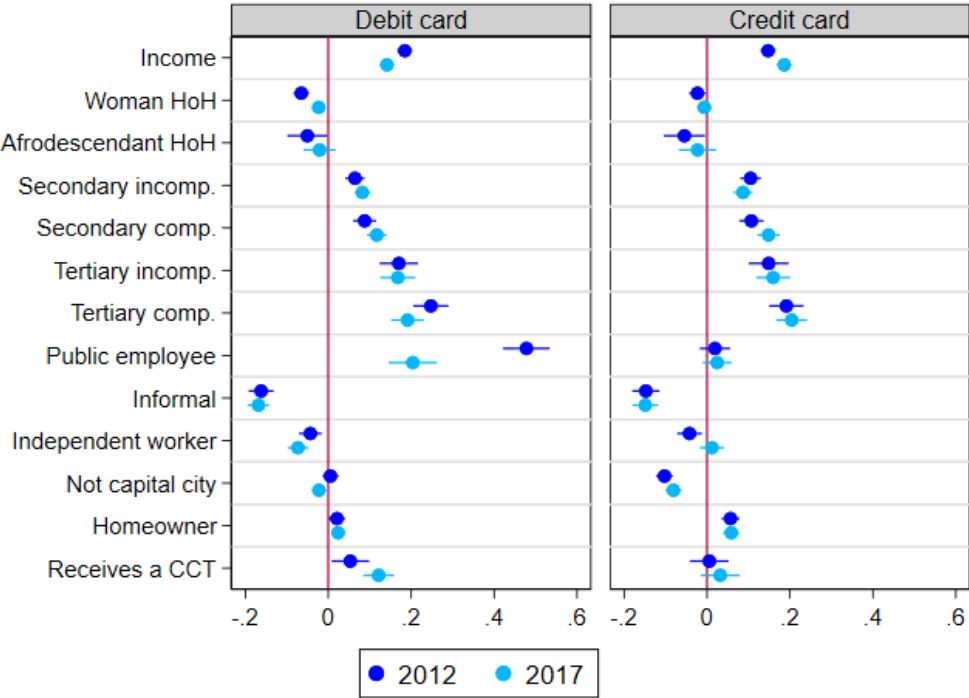 Debit card
Credit card
Income
Woman HoH
Afrodescendant HoH
Secondary incomp.
Secondary comp.
Tertiary incomp.
Tertiary comp.
Public employee
Informal
Independent worker
Not capital city
Homeowner
Receives a CCT
-.2 0 .2 .4 .6
-.2 0 .2 .4 .6
2012 2017